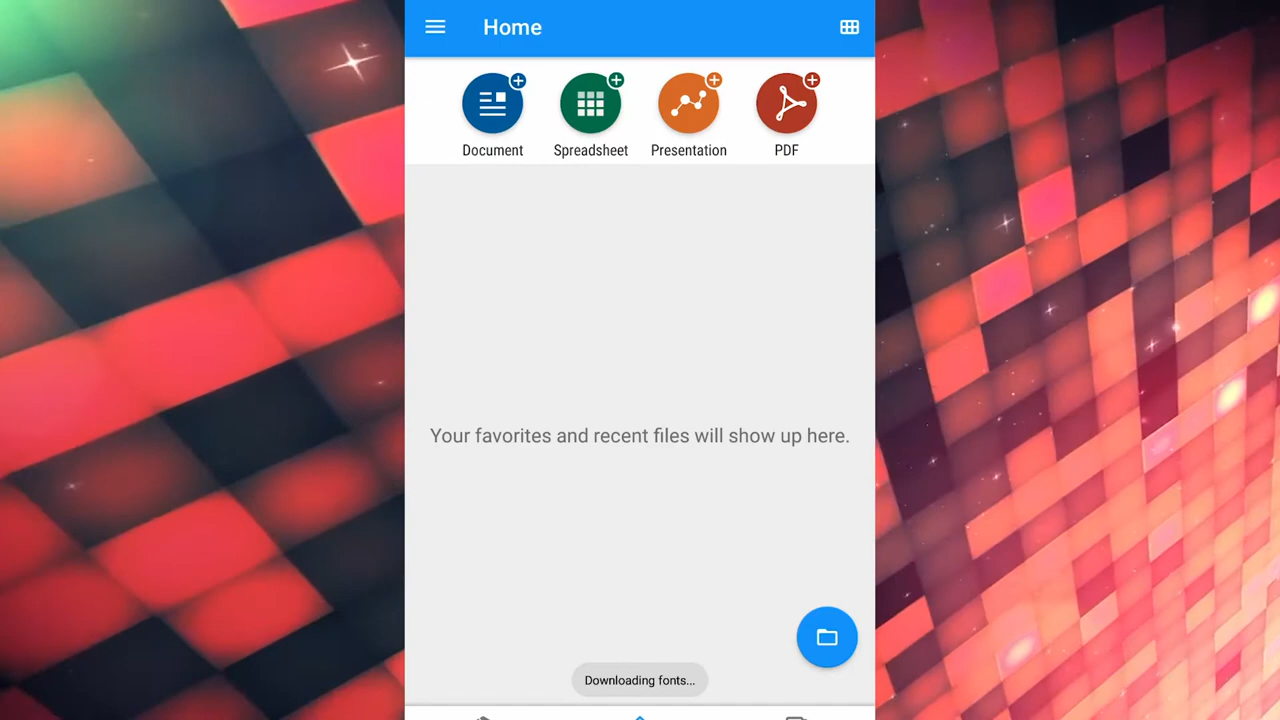 Home
Document
Spreadsheet
Presentation
PDF
Your favorites and recent files will show up here.
Downloading fonts...